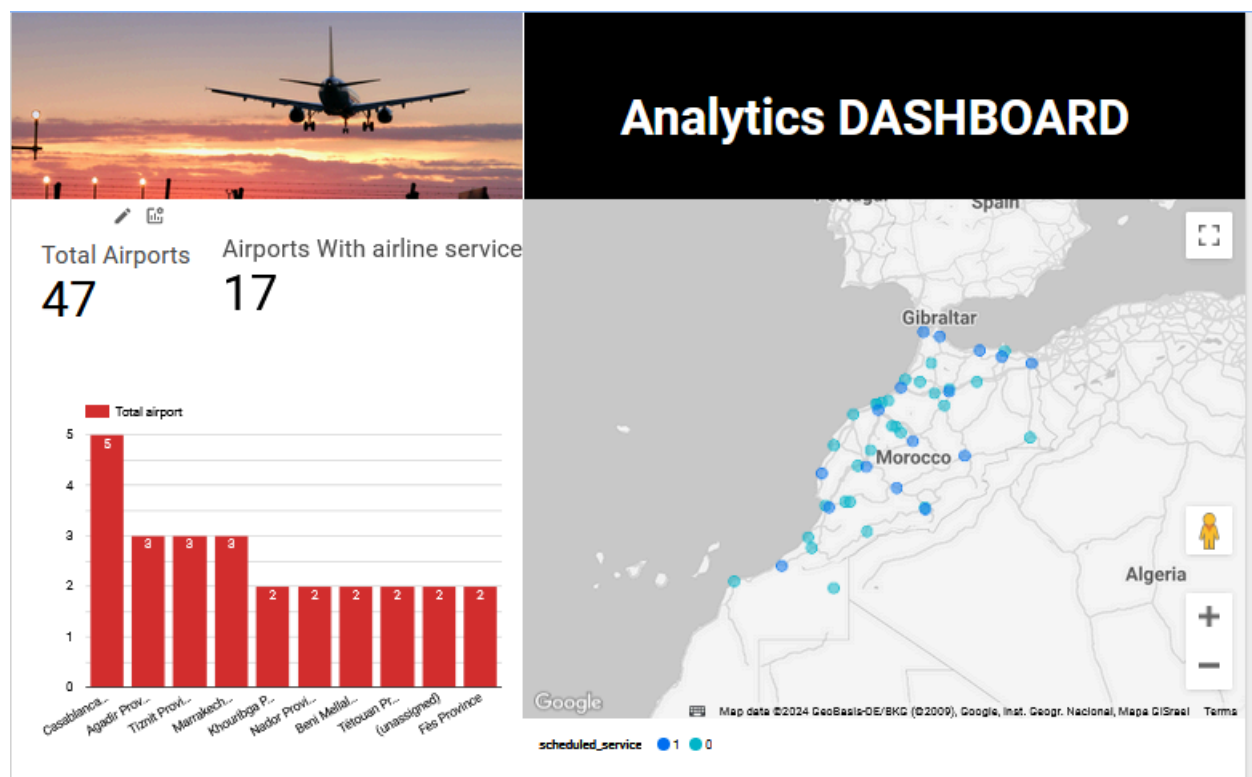 Analytics DASHBOARD
Total Airports
47
Airports With airline service
17
Total airport
5
4
3
2
1
0
5
3
3
3
2
2
2
2
2
2
Casablanca...
Agadir Prov...
Tiznit Provi...
Marrakech...
Khouribga P...
Nador Provi...
Beni Mellal...
Tétouan Pr...
(unassigned)
Fès Province
Portugal
Spain
Gibraltar
Morocco
Algeria
Google
Map data ©2024 GeoBasis-DE/BKG (©2009), Google, Inst. Geogr. Nacional, Mapa GISrael Terms
scheduled_service 1 0